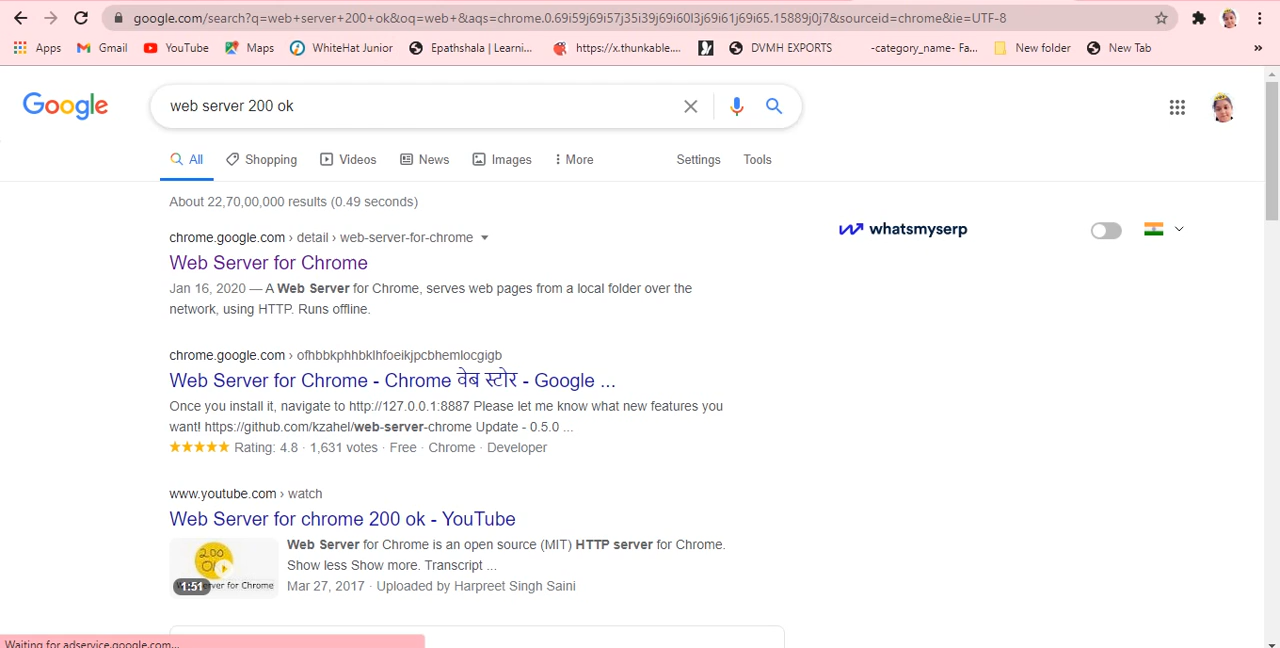 google.com/search?q=web+server+200+ok&oq=web+&aqs=chrome.0.69i59j69i57j35i39j69i60l3j69i61j69i65.15889j0j7&sourceid=chrome&ie=UTF-8
Apps Gmail YouTube Maps WhiteHat Junior Epathshala | Learni... https://x.thunkable.... DVMH EXPORTS -category_name- Fa... New folder New Tab »
Google web server 200 ok
All Shopping Videos News Images More Settings Tools
About 22,70,00,000 results (0.49 seconds)
whatsmyserp
chrome.google.com › detail › web-server-for-chrome
Web Server for Chrome
Jan 16, 2020 — A Web Server for Chrome, serves web pages from a local folder over the
network, using HTTP. Runs offline.
chrome.google.com › ofhbbkphhbklhfoeikjpcbhemlocgigb
Web Server for Chrome - Chrome वेब स्टोर - Google ...
Once you install it, navigate to http://127.0.0.1:8887 Please let me know what new features you
want! https://github.com/kzahel/web-server-chrome Update - 0.5.0 ...
Rating: 4.8 · 1,631 votes · Free · Chrome · Developer
www.youtube.com › watch
Web Server for chrome 200 ok - YouTube
Web Server for Chrome is an open source (MIT) HTTP server for Chrome.
Show less Show more. Transcript ...
Mar 27, 2017 · Uploaded by Harpreet Singh Saini
200
1:51
for Chrome
Waiting for adservice.google.com...